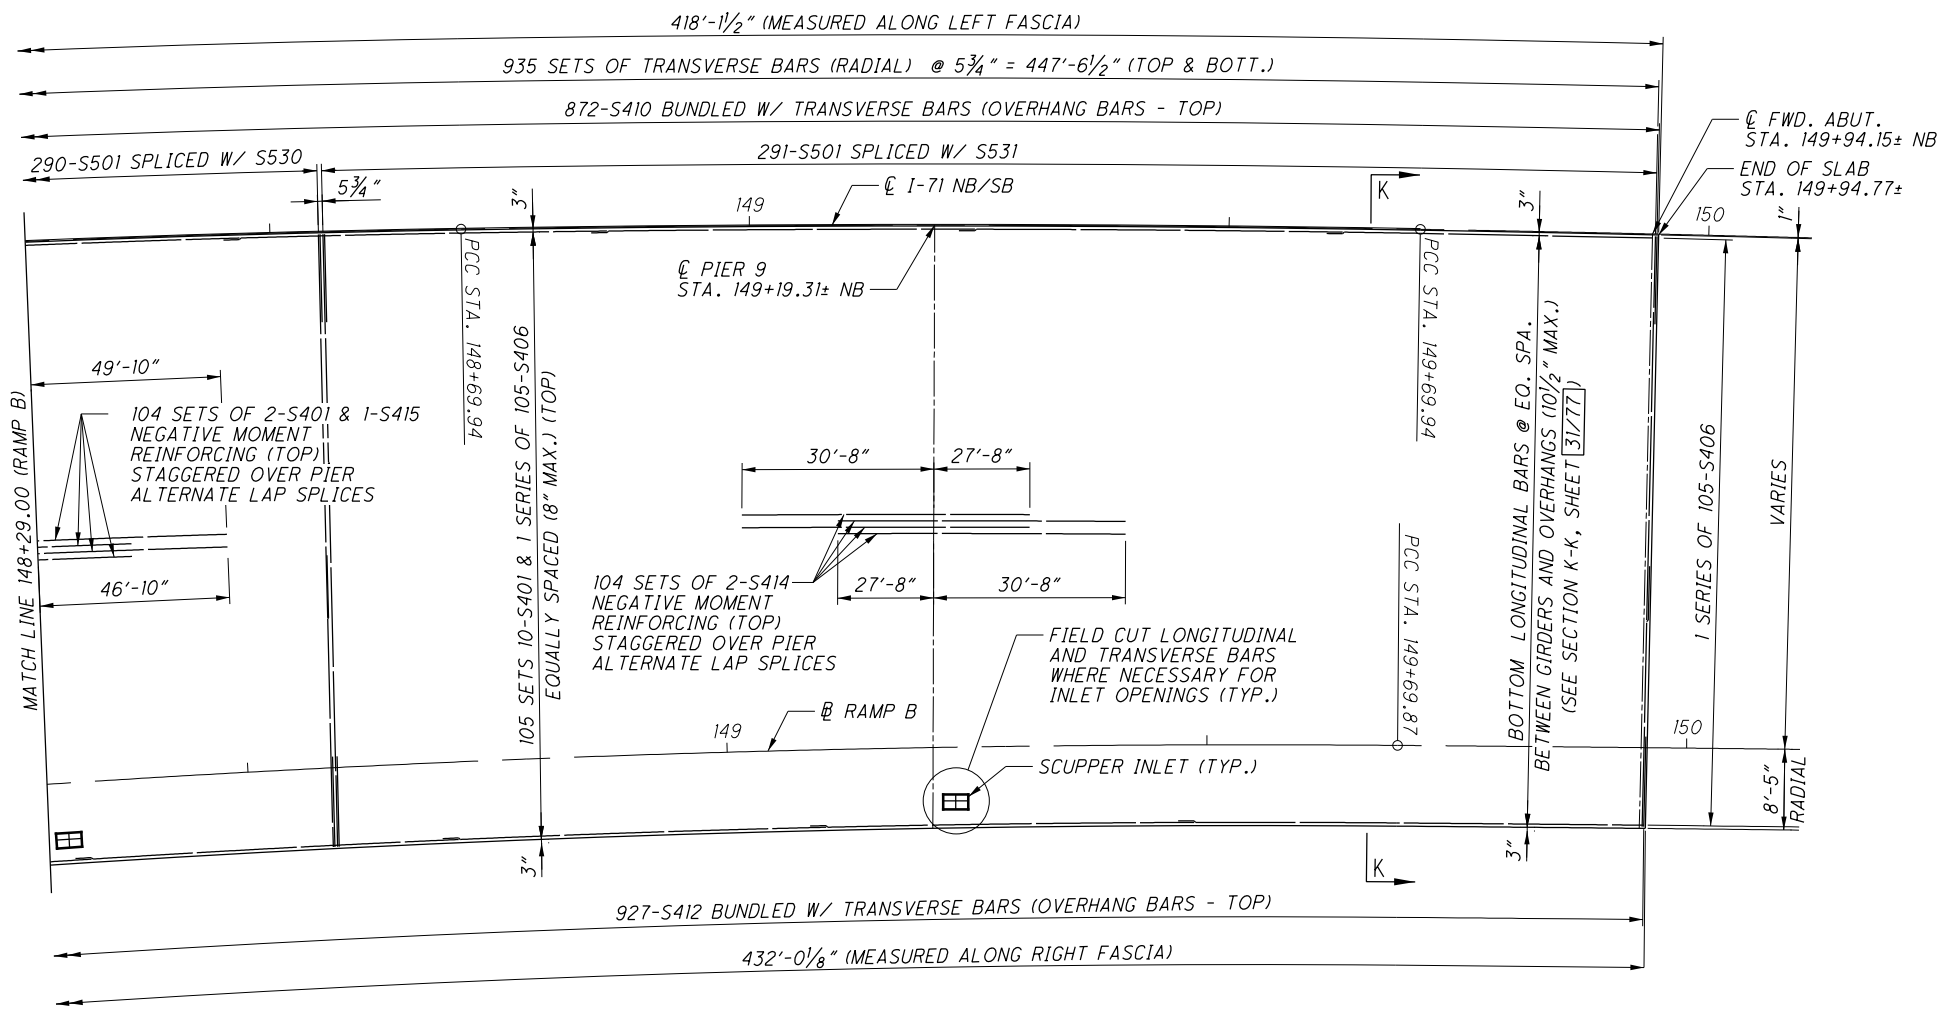 418'-1½" (MEASURED ALONG LEFT FASCIA)
935 SETS OF TRANSVERSE BARS (RADIAL) @ 5¾" = 447'-6½" (TOP & BOTT.)
872-S410 BUNDLED W/ TRANSVERSE BARS (OVERHANG BARS - TOP)
290-S501 SPLICED W/ S530
291-S501 SPLICED W/ S531
5¾"
℄ FWD. ABUT.
STA. 149+94.15± NB
END OF SLAB
STA. 149+94.77±
℄ I-71 NB/SB
K
3"
149
3"
150
1"
℄ PIER 9
STA. 149+19.31± NB
PCC STA. 148+69.94
PCC STA. 149+69.94
49'-10"
104 SETS OF 2-S401 & 1-S415
NEGATIVE MOMENT
REINFORCING (TOP)
STAGGERED OVER PIER
ALTERNATE LAP SPLICES
46'-10"
MATCH LINE 148+29.00 (RAMP B)
105 SETS 10-S401 & 1 SERIES OF 105-S406
EQUALLY SPACED (8" MAX.) (TOP)
30'-8"
27'-8"
104 SETS OF 2-S414
NEGATIVE MOMENT
REINFORCING (TOP)
STAGGERED OVER PIER
ALTERNATE LAP SPLICES
27'-8"
30'-8"
FIELD CUT LONGITUDINAL
AND TRANSVERSE BARS
WHERE NECESSARY FOR
INLET OPENINGS (TYP.)
PCC STA. 149+69.87
BOTTOM LONGITUDINAL BARS @ EQ. SPA.
BETWEEN GIRDERS AND OVERHANGS (10½" MAX.)
(SEE SECTION K-K, SHEET 31/77)
1 SERIES OF 105-S406
VARIES
℄ RAMP B
149
150
SCUPPER INLET (TYP.)
8'-5"
RADIAL
3"
3"
K
927-S412 BUNDLED W/ TRANSVERSE BARS (OVERHANG BARS - TOP)
432'-0⅛" (MEASURED ALONG RIGHT FASCIA)